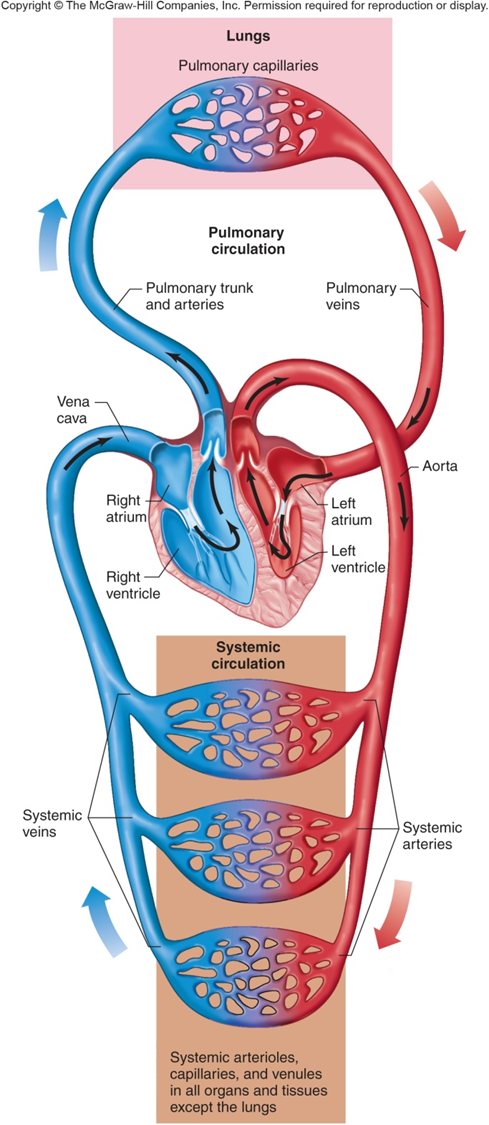 Copyright © The McGraw-Hill Companies, Inc. Permission required for reproduction or display.
Lungs
Pulmonary capillaries
Pulmonary
circulation
Pulmonary trunk
and arteries
Pulmonary
veins
Vena
cava
Aorta
Right
atrium
Left
atrium
Right
ventricle
Left
ventricle
Systemic
circulation
Systemic
veins
Systemic
arteries
Systemic arterioles,
capillaries, and venules
in all organs and tissues
except the lungs